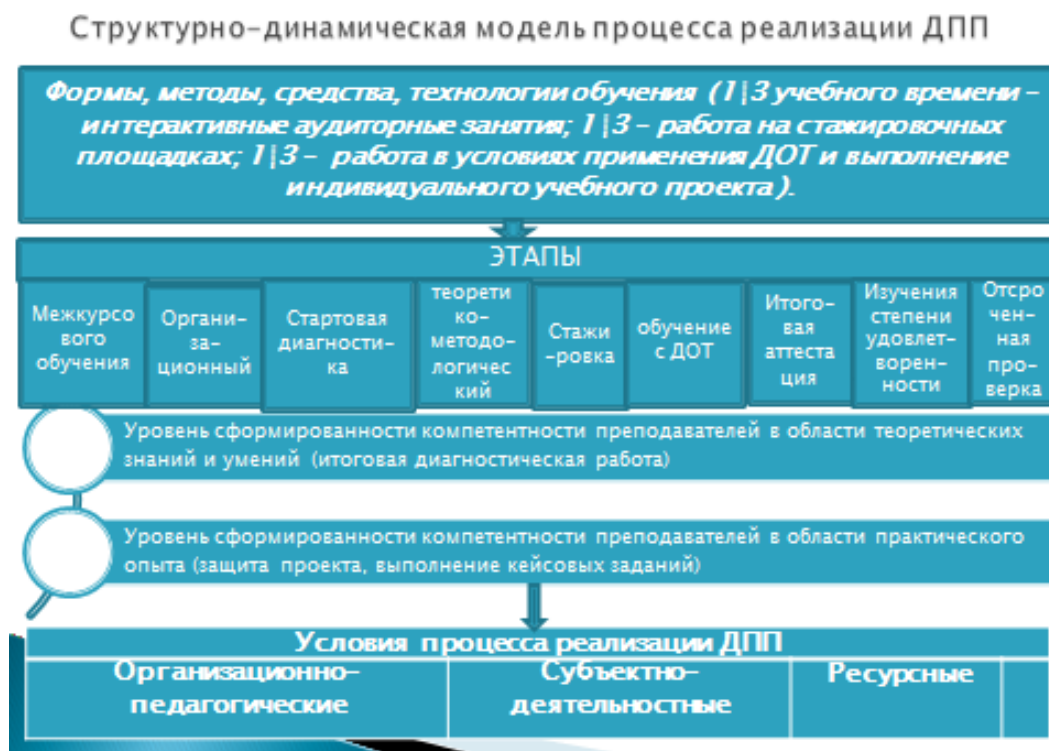 Структурно-динамическая модель процесса реализации ДПП
Формы, методы, средства, технологии обучения (1|3 учебного времени –
интерактивные аудиторные занятия; 1|3 – работа на стажировочных
площадках; 1|3 – работа в условиях применения ДОТ и выполнение
индивидуального учебного проекта ).
ЭТАПЫ
Межкурсо
вого
обучения
Органи-
за-
ционный
Стартовая
диагности-
ка
теорети
ко-
методо-
логичес
кий
Стажи
-ровка
обучение
с ДОТ
Итого-
вая
аттеста
ция
Изучения
степени
удовлет-
ворен-
ности
Отсро
чен-
ная
про-
верка
Уровень сформированности компетентности преподавателей в области теоретических
знаний и умений (итоговая диагностическая работа)
Уровень сформированности компетентности преподавателей в области практического
опыта (защита проекта, выполнение кейсовых заданий)
Условия процесса реализации ДПП
Организационно-
педагогические
Субъектно-
деятельностные
Ресурсные